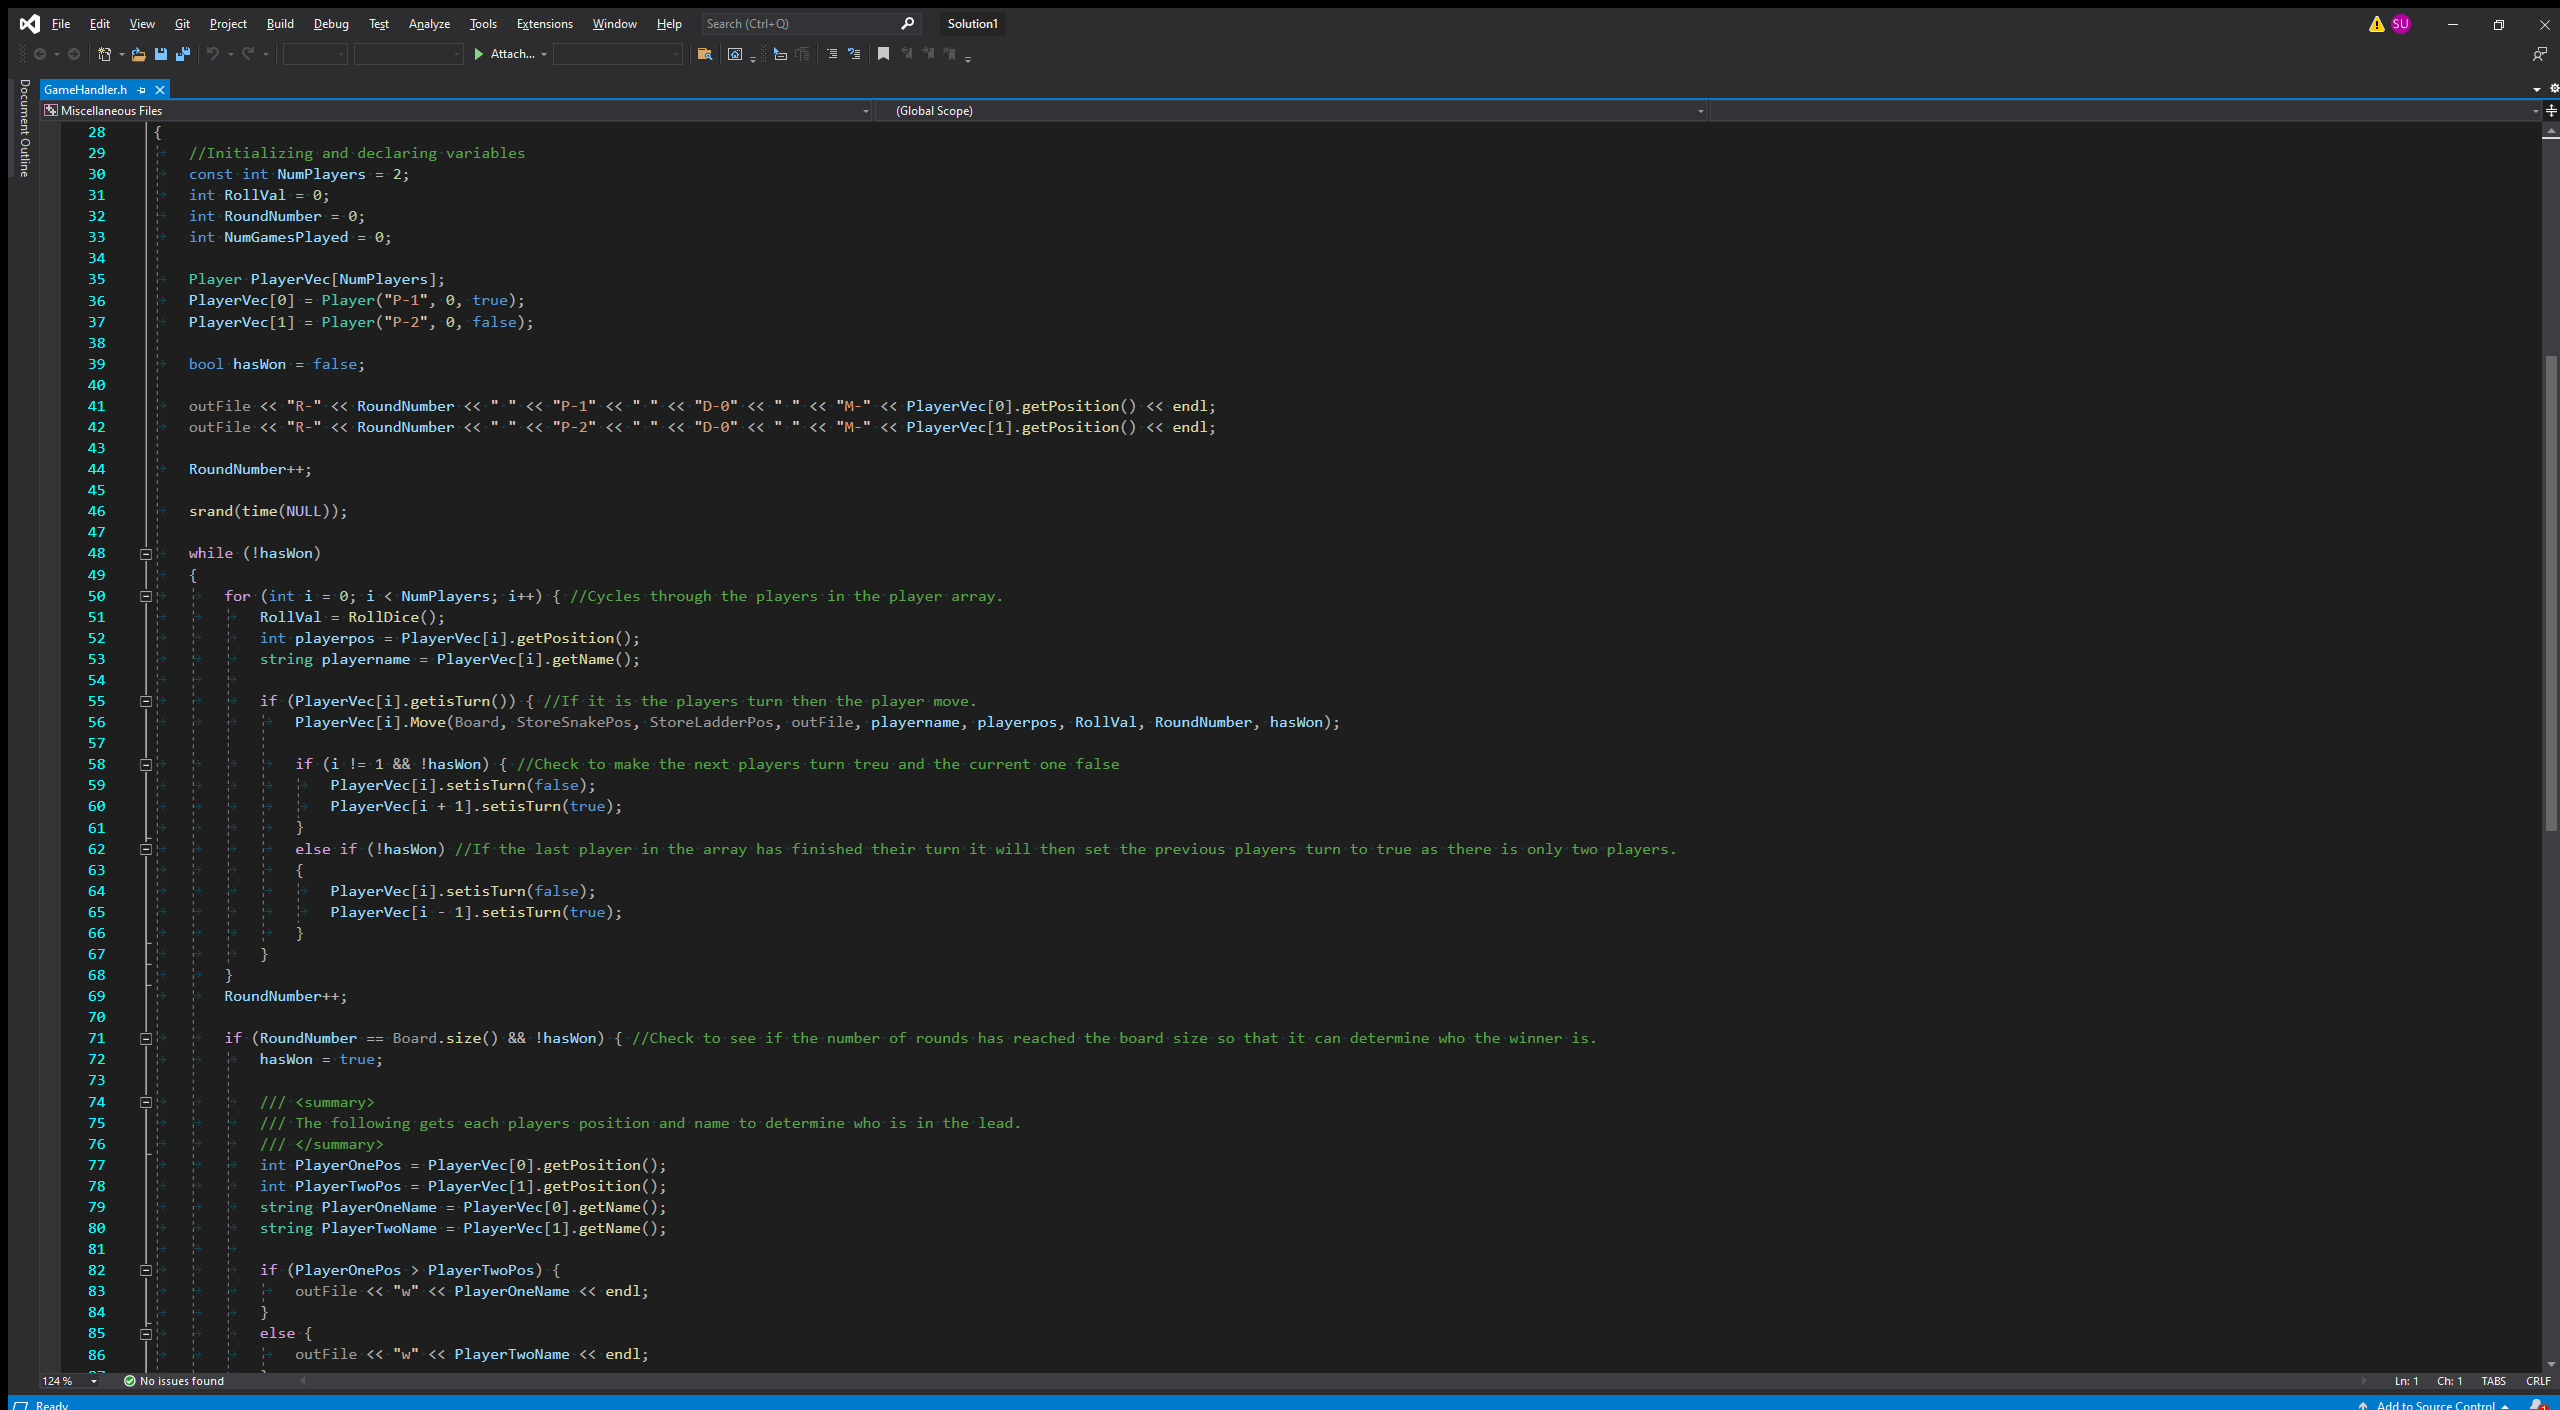 File Edit View Git Project Build Debug Test Analyze Tools Extensions Window Help Search (Ctrl+Q) Solution1 SU
Attach...
Document Outline
GameHandler.h
Miscellaneous Files (Global Scope)
28 {
29 //Initializing and declaring variables
30 const int NumPlayers = 2;
31 int RollVal = 0;
32 int RoundNumber = 0;
33 int NumGamesPlayed = 0;
34
35 Player PlayerVec[NumPlayers];
36 PlayerVec[0] = Player("P-1", 0, true);
37 PlayerVec[1] = Player("P-2", 0, false);
38
39 bool hasWon = false;
40
41 outFile << "R-" << RoundNumber << " " << "P-1" << " " << "D-0" << " " << "M-" << PlayerVec[0].getPosition() << endl;
42 outFile << "R-" << RoundNumber << " " << "P-2" << " " << "D-0" << " " << "M-" << PlayerVec[1].getPosition() << endl;
43
44 RoundNumber++;
45
46 srand(time(NULL));
47
48 while (!hasWon)
49 {
50 for (int i = 0; i < NumPlayers; i++) { //Cycles through the players in the player array.
51 RollVal = RollDice();
52 int playerpos = PlayerVec[i].getPosition();
53 string playername = PlayerVec[i].getName();
54
55 if (PlayerVec[i].getisTurn()) { //If it is the players turn then the player move.
56 PlayerVec[i].Move(Board, StoreSnakePos, StoreLadderPos, outFile, playername, playerpos, RollVal, RoundNumber, hasWon);
57
58 if (i != 1 && !hasWon) { //Check to make the next players turn treu and the current one false
59 PlayerVec[i].setisTurn(false);
60 PlayerVec[i + 1].setisTurn(true);
61 }
62 else if (!hasWon) //If the last player in the array has finished their turn it will then set the previous players turn to true as there is only two players.
63 {
64 PlayerVec[i].setisTurn(false);
65 PlayerVec[i - 1].setisTurn(true);
66 }
67 }
68 }
69 RoundNumber++;
70
71 if (RoundNumber == Board.size() && !hasWon) { //Check to see if the number of rounds has reached the board size so that it can determine who the winner is.
72 hasWon = true;
73
74 /// <summary>
75 /// The following gets each players position and name to determine who is in the lead.
76 /// </summary>
77 int PlayerOnePos = PlayerVec[0].getPosition();
78 int PlayerTwoPos = PlayerVec[1].getPosition();
79 string PlayerOneName = PlayerVec[0].getName();
80 string PlayerTwoName = PlayerVec[1].getName();
81
82 if (PlayerOnePos > PlayerTwoPos) {
83 outFile << "w" << PlayerOneName << endl;
84 }
85 else {
86 outFile << "w" << PlayerTwoName << endl;
124 % No issues found Ln: 1 Ch: 1 TABS CRLF
Ready Add to Source Control